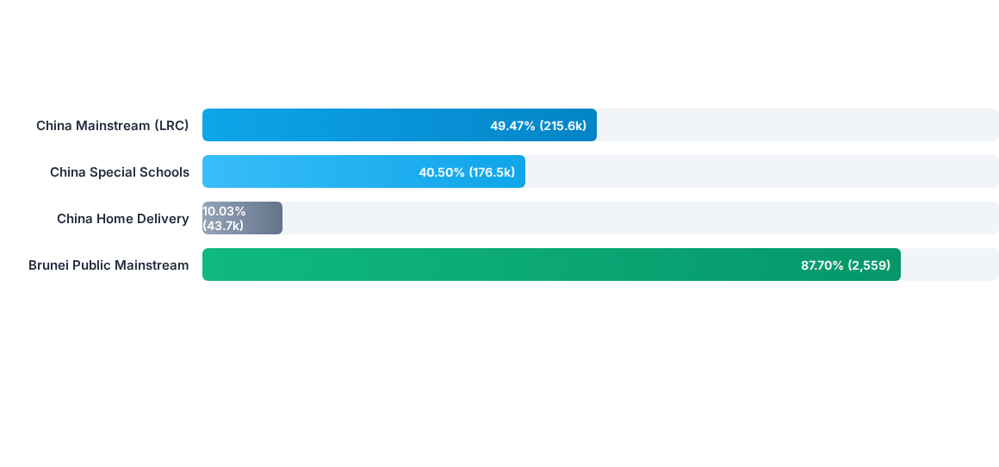 China Mainstream (LRC)
49.47% (215.6k)
China Special Schools
40.50% (176.5k)
China Home Delivery
10.03%
(43.7k)
Brunei Public Mainstream
87.70% (2,559)